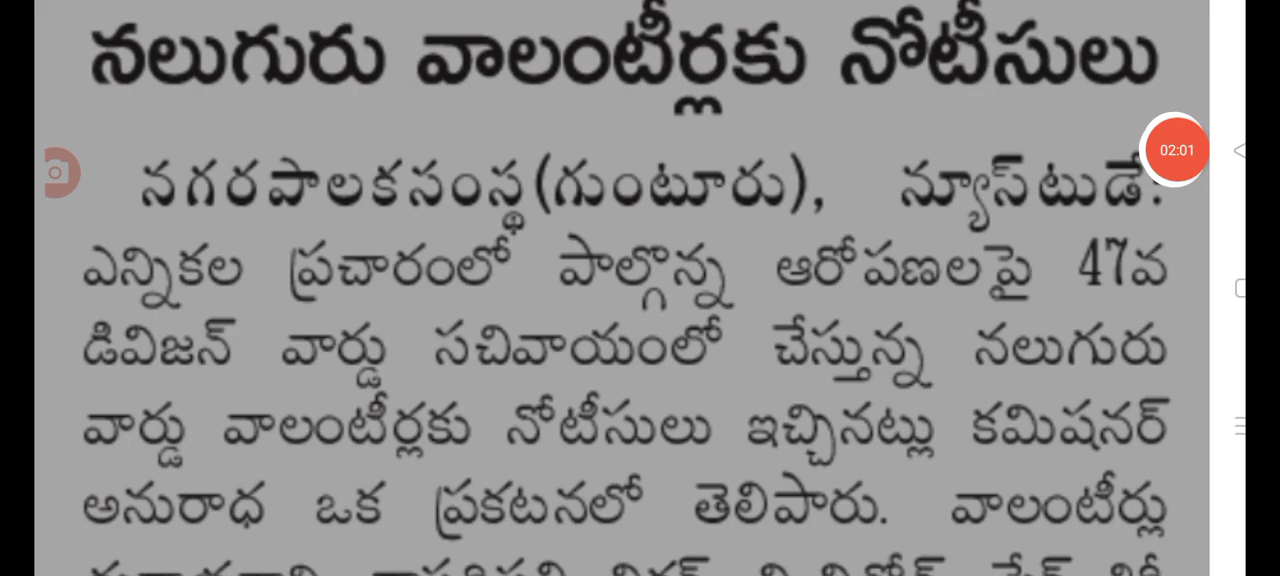 నలుగురు వాలంటీర్లకు నోటీసులు
నగరపాలకసంస్థ(గుంటూరు), న్యూస్‌టుడే:
02:01
ఎన్నికల ప్రచారంలో పాల్గొన్న ఆరోపణలపై 47వ
డివిజన్ వార్డు సచివాయంలో చేస్తున్న నలుగురు
వార్డు వాలంటీర్లకు నోటీసులు ఇచ్చినట్లు కమిషనర్
అనురాధ ఒక ప్రకటనలో తెలిపారు. వాలంటీర్లు